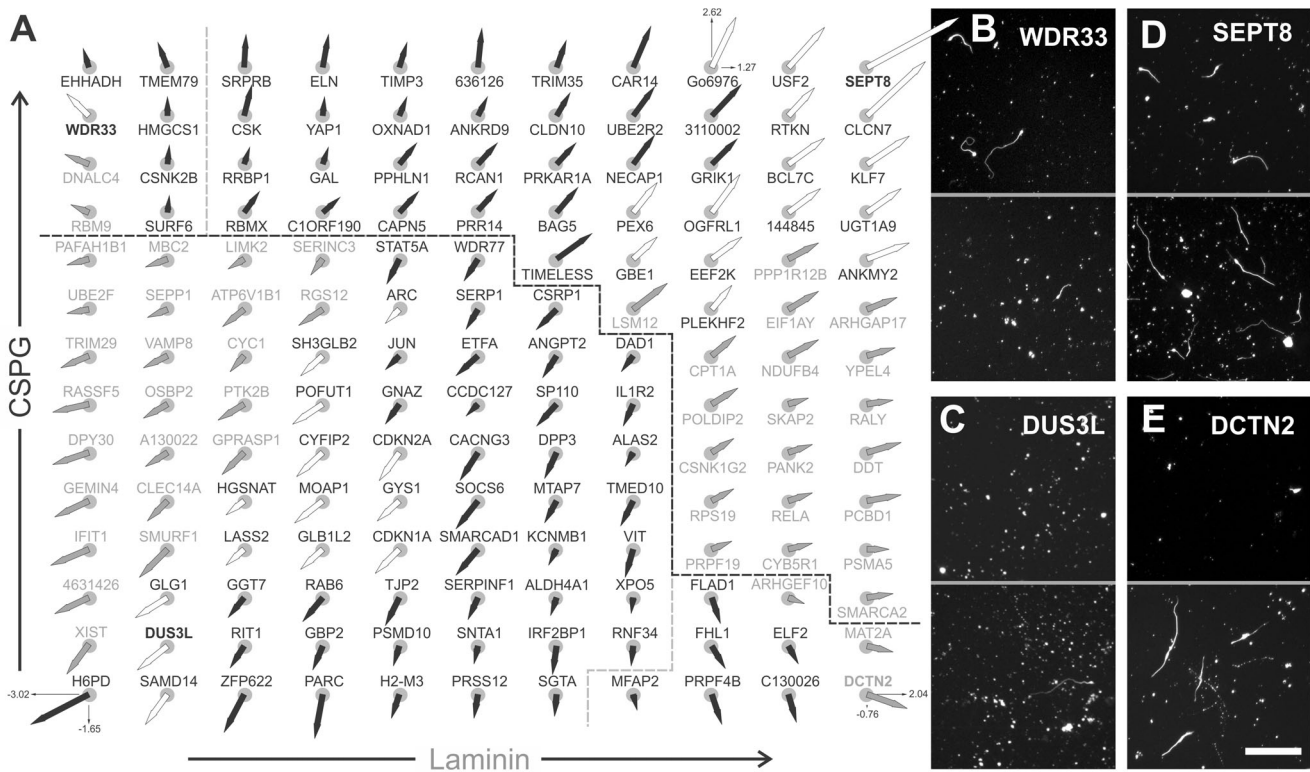 A
2.62
1.27
EHHADH TMEM79 SRPRB ELN TIMP3 636126 TRIM35 CAR14 Go6976 USF2 SEPT8
WDR33 HMGCS1 CSK YAP1 OXNAD1 ANKRD9 CLDN10 UBE2R2 3110002 RTKN CLCN7
DNALC4 CSNK2B RRBP1 GAL PPHLN1 RCAN1 PRKAR1A NECAP1 GRIK1 BCL7C KLF7
RBM9 SURF6 RBMX C1ORF190 CAPN5 PRR14 BAG5 PEX6 OGFRL1 144845 UGT1A9
PAFAH1B1 MBC2 LIMK2 SERINC3 STAT5A WDR77
TIMELESS GBE1 EEF2K PPP1R12B ANKMY2
UBE2F SEPP1 ATP6V1B1 RGS12 ARC SERP1 CSRP1
LSM12 PLEKHF2 EIF1AY ARHGAP17
TRIM29 VAMP8 CYC1 SH3GLB2 JUN ETFA ANGPT2 DAD1
CPT1A NDUFB4 YPEL4
RASSF5 OSBP2 PTK2B POFUT1 GNAZ CCDC127 SP110 IL1R2
POLDIP2 SKAP2 RALY
DPY30 A130022 GPRASP1 CYFIP2 CDKN2A CACNG3 DPP3 ALAS2
CSNK1G2 PANK2 DDT
GEMIN4 CLEC14A HGSNAT MOAP1 GYS1 SOCS6 MTAP7 TMED10
RPS19 RELA PCBD1
IFIT1 SMURF1 LASS2 GLB1L2 CDKN1A SMARCAD1 KCNMB1 VIT
PRPF19 CYB5R1 PSMA5
4631426 GLG1 GGT7 RAB6 TJP2 SERPINF1 ALDH4A1 XPO5 FLAD1 ARHGEF10
SMARCA2
XIST DUS3L RIT1 GBP2 PSMD10 SNTA1 IRF2BP1 RNF34 FHL1 ELF2 MAT2A
H6PD SAMD14 ZFP622 PARC H2-M3 PRSS12 SGTA MFAP2 PRPF4B C130026 DCTN2
-3.02
-1.65
2.04
-0.76
CSPG
Laminin
B
WDR33
D
SEPT8
C
DUS3L
E
DCTN2